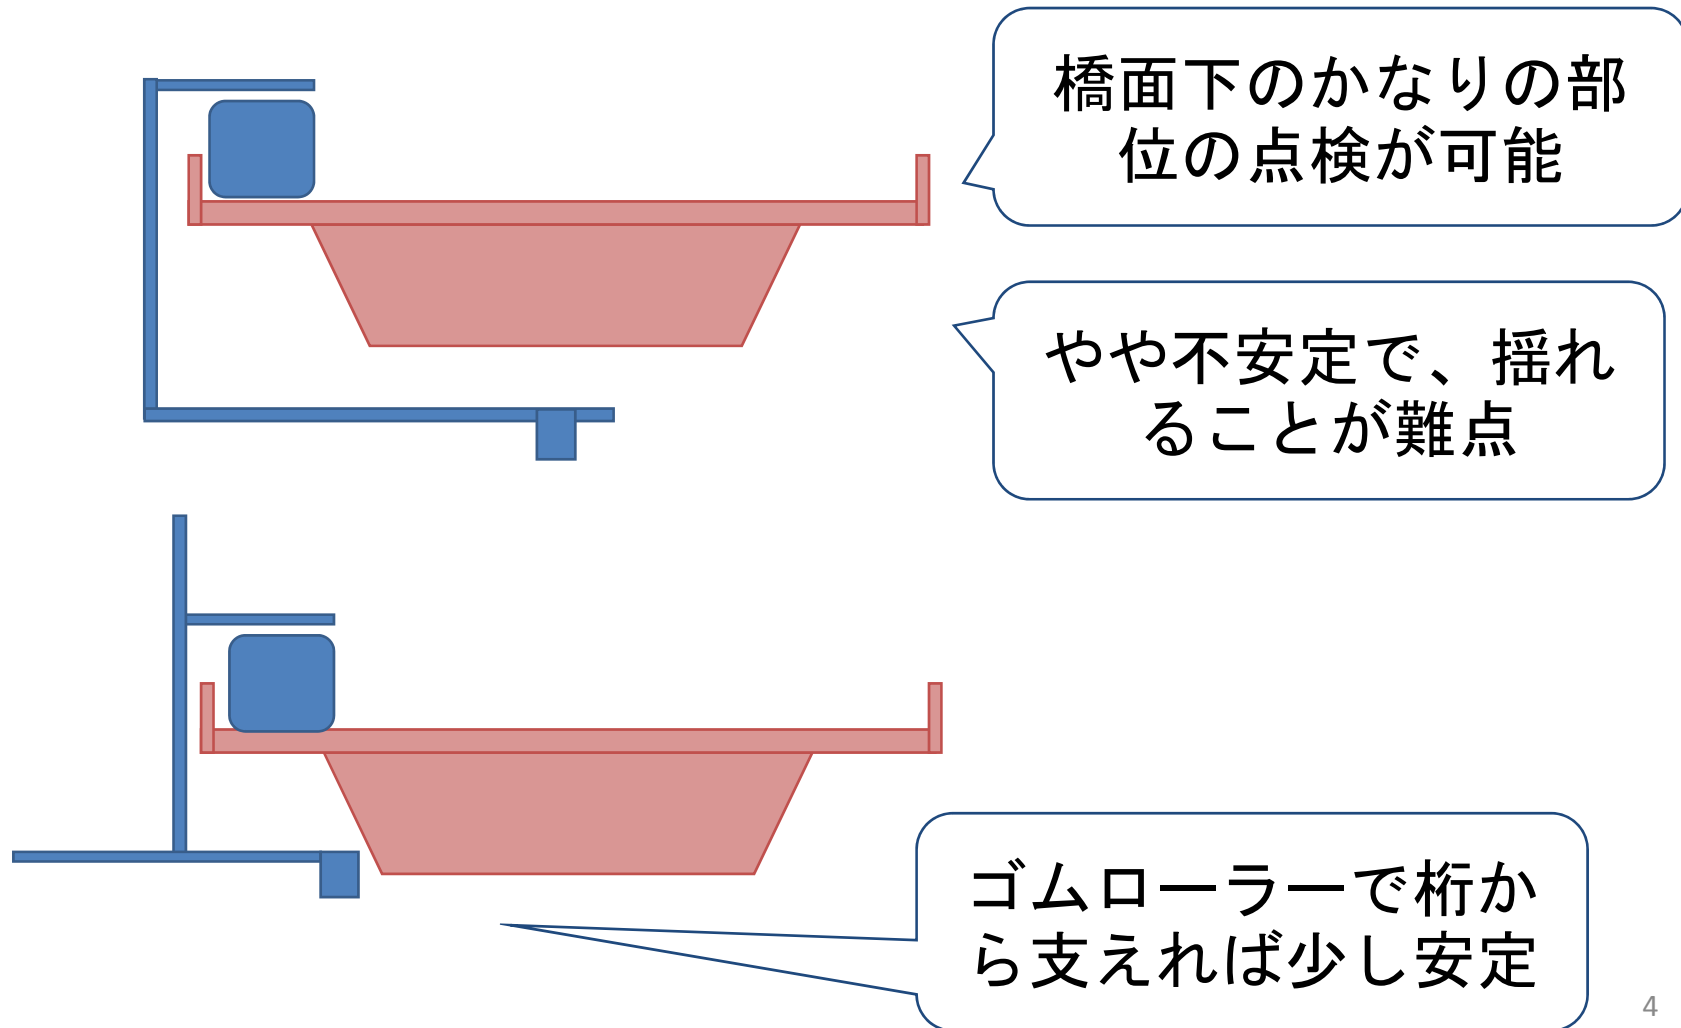 橋面下のかなりの部
位の点検が可能
やや不安定で、揺れ
ることが難点
ゴムローラーで桁か
ら支えれば少し安定
4